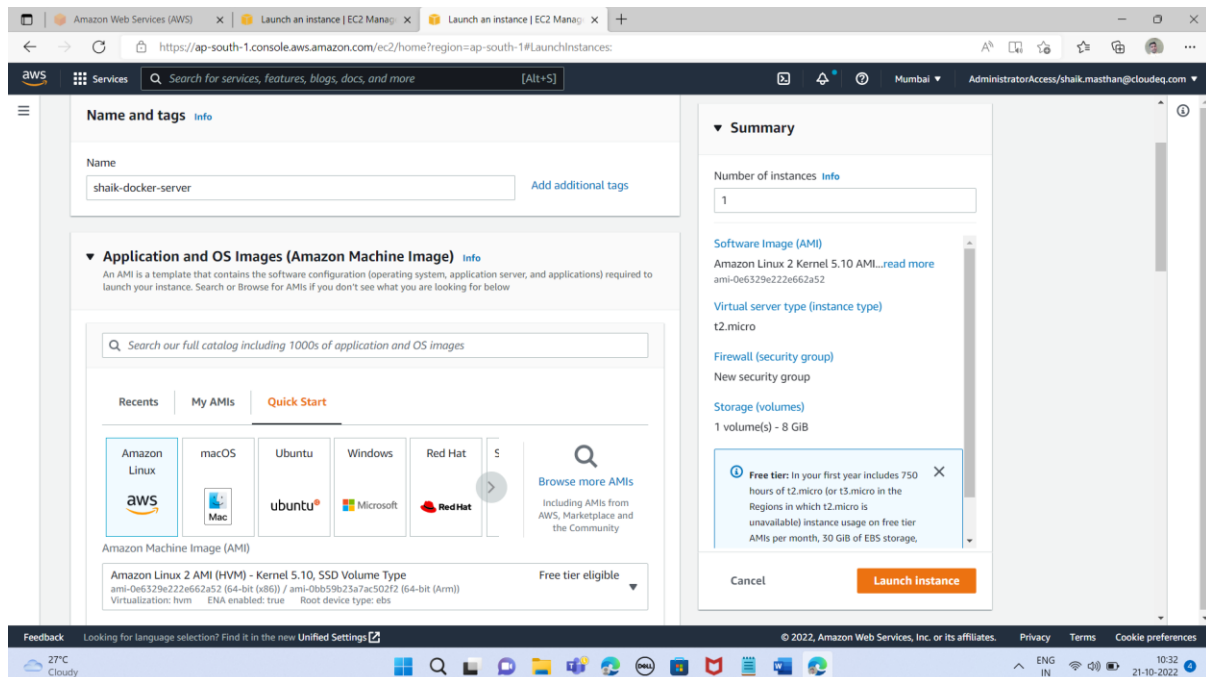 Amazon Web Services (AWS)
Launch an instance | EC2 Manag
Launch an instance | EC2 Manag
https://ap-south-1.console.aws.amazon.com/ec2/home?region=ap-south-1#LaunchInstances:
aws
Services
Search for services, features, blogs, docs, and more
[Alt+S]
Mumbai
AdministratorAccess/shaik.masthan@cloudeq.com
Name and tags Info
Name
shaik-docker-server
Add additional tags
Application and OS Images (Amazon Machine Image) Info
An AMI is a template that contains the software configuration (operating system, application server, and applications) required to
launch your instance. Search or Browse for AMIs if you don't see what you are looking for below
Search our full catalog including 1000s of application and OS images
Recents
My AMIs
Quick Start
Amazon
Linux
aws
macOS
Mac
Ubuntu
ubuntu
Windows
Microsoft
Red Hat
Red Hat
S
Browse more AMIs
Including AMIs from
AWS, Marketplace and
the Community
Amazon Machine Image (AMI)
Amazon Linux 2 AMI (HVM) - Kernel 5.10, SSD Volume Type
Free tier eligible
ami-0e6329e222e662a52 (64-bit (x86)) / ami-0bb59b23a7ac502f2 (64-bit (Arm))
Virtualization: hvm ENA enabled: true Root device type: ebs
Summary
Number of instances Info
1
Software Image (AMI)
Amazon Linux 2 Kernel 5.10 AMI...read more
ami-0e6329e222e662a52
Virtual server type (instance type)
t2.micro
Firewall (security group)
New security group
Storage (volumes)
1 volume(s) - 8 GiB
Free tier: In your first year includes 750
hours of t2.micro (or t3.micro in the
Regions in which t2.micro is
unavailable) instance usage on free tier
AMIs per month, 30 GiB of EBS storage,
Cancel
Launch instance
Feedback
Looking for language selection? Find it in the new Unified Settings
© 2022, Amazon Web Services, Inc. or its affiliates.
Privacy
Terms
Cookie preferences
27°C
Cloudy
DELL
ENG
IN
10:32
21-10-2022
4